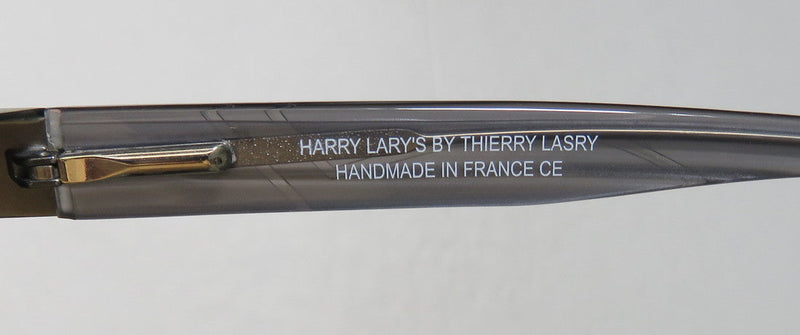 HARRY LARY'S BY THIERRY LASRY
HANDMADE IN FRANCE CE